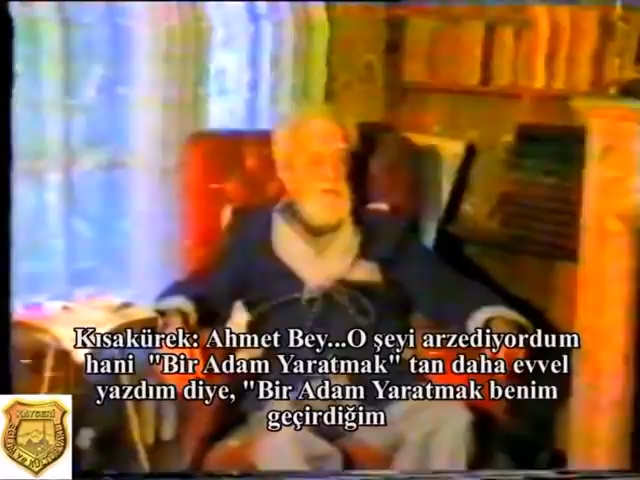 Kısakürek: Ahmet Bey...O şeyi arzediyordum
hani "Bir Adam Yaratmak" tan daha evvel
yazdım diye, "Bir Adam Yaratmak benim
geçirdiğim
KAYSERİ